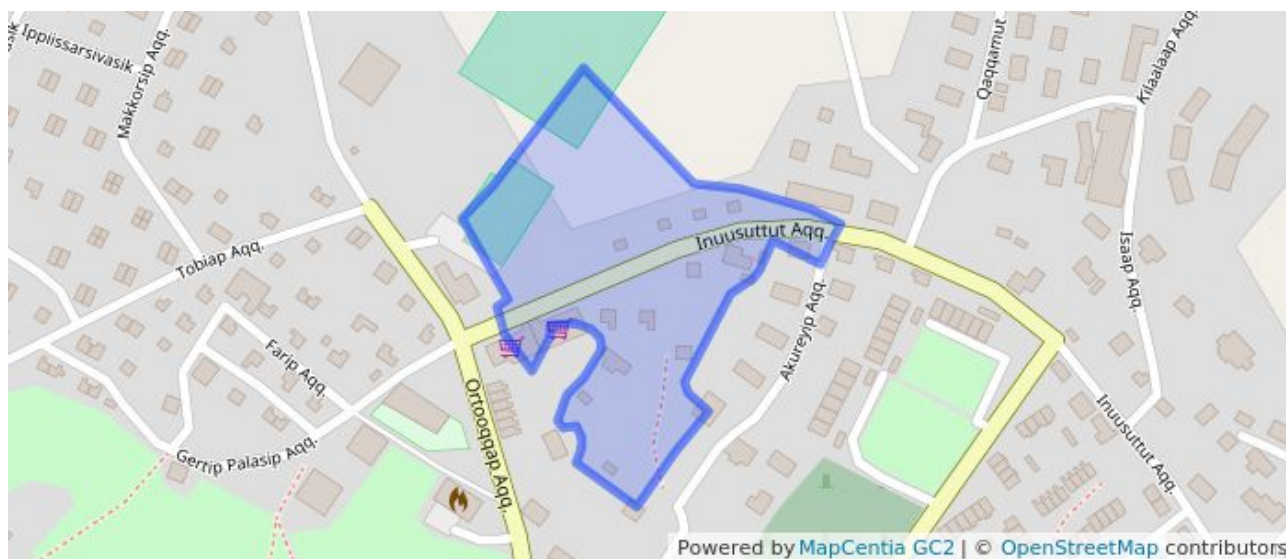 asik
Ippiissarsivasik
Makkorsip Aqq.
Qaqqamut
Kilaalaap Aqq.
Tobiap Aqq.
Inuusuttut Aqq.
Isaap Aqq.
Farip Aqq.
Akureyip Aqq.
Ortooqqap Aqq.
Gertip Palasip Aqq.
Inuusuttut Aqq.
Powered by MapCentia GC2 | © OpenStreetMap contributors